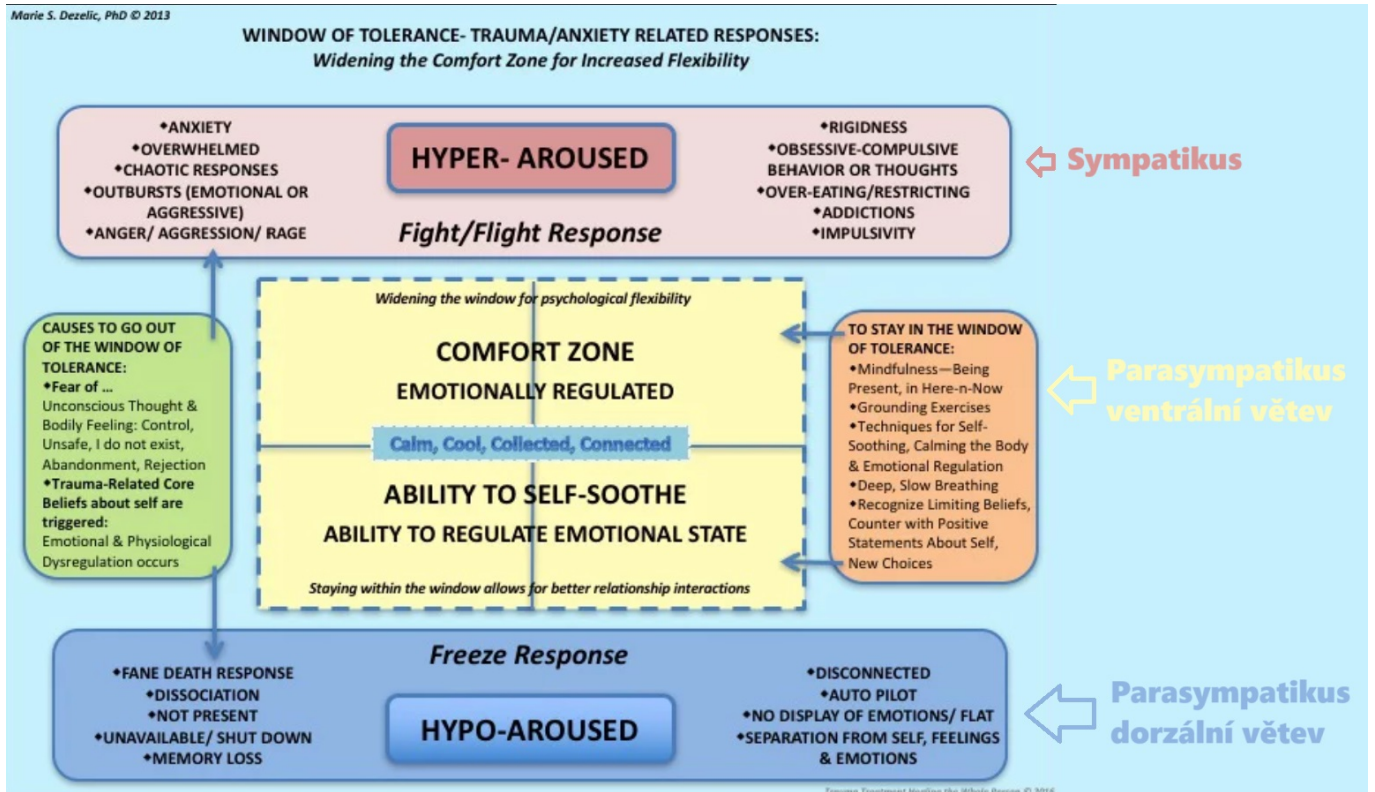 Marie S. Dezelic, PhD © 2013
WINDOW OF TOLERANCE- TRAUMA/ANXIETY RELATED RESPONSES:
Widening the Comfort Zone for Increased Flexibility
◆ANXIETY
◆OVERWHELMED
◆CHAOTIC RESPONSES
◆OUTBURSTS (EMOTIONAL OR
AGGRESSIVE)
◆ANGER/ AGGRESSION/ RAGE
HYPER- AROUSED
Fight/Flight Response
◆RIGIDNESS
◆OBSESSIVE-COMPULSIVE
BEHAVIOR OR THOUGHTS
◆OVER-EATING/RESTRICTING
◆ADDICTIONS
◆IMPULSIVITY
Sympatikus
CAUSES TO GO OUT
OF THE WINDOW OF
TOLERANCE:
◆Fear of ...
Unconscious Thought &
Bodily Feeling: Control,
Unsafe, I do not exist,
Abandonment, Rejection
◆Trauma-Related Core
Beliefs about self are
triggered:
Emotional & Physiological
Dysregulation occurs
Widening the window for psychological flexibility
COMFORT ZONE
EMOTIONALLY REGULATED
Calm, Cool, Collected, Connected
ABILITY TO SELF-SOOTHE
ABILITY TO REGULATE EMOTIONAL STATE
Staying within the window allows for better relationship interactions
TO STAY IN THE WINDOW
OF TOLERANCE:
◆Mindfulness—Being
Present, in Here-n-Now
◆Grounding Exercises
◆Techniques for Self-
Soothing, Calming the Body
& Emotional Regulation
◆Deep, Slow Breathing
◆Recognize Limiting Beliefs,
Counter with Positive
Statements About Self,
New Choices
Parasympatikus
ventrální větev
Freeze Response
HYPO-AROUSED
◆FANE DEATH RESPONSE
◆DISSOCIATION
◆NOT PRESENT
◆UNAVAILABLE/ SHUT DOWN
◆MEMORY LOSS
◆DISCONNECTED
◆AUTO PILOT
◆NO DISPLAY OF EMOTIONS/ FLAT
◆SEPARATION FROM SELF, FEELINGS
& EMOTIONS
Parasympatikus
dorzální větev
Trauma Treatment Healing the Whole Person © 2016